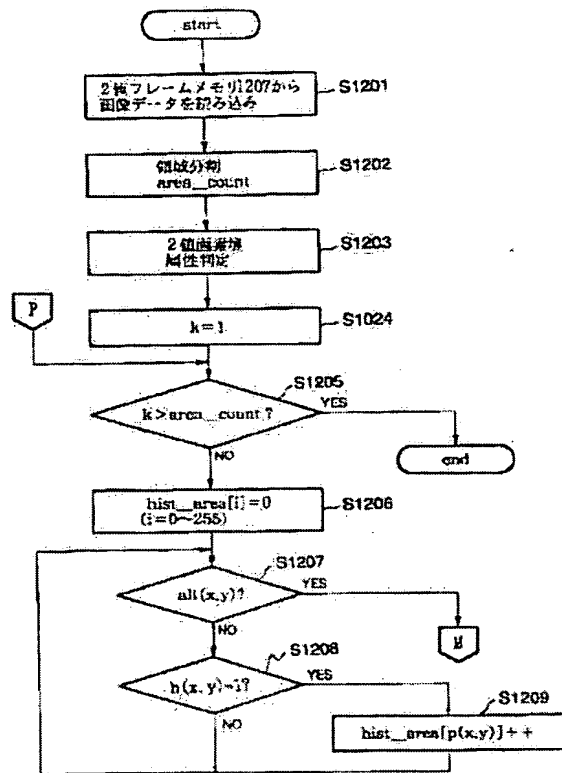 start
2値フレームメモリ1207から
画像データを読み込み
S1201
領域分割
area_count
S1202
2値画
属性判定
S1203
P
k=1
S1024
S1205
k>area_count?
YES
NO
end
hist_area[i]=0
(i=0~255)
S1206
S1207
all(x,y)?
YES
NO
M
S1208
YES
NO
S1209
hist_area[p(x,y)]++